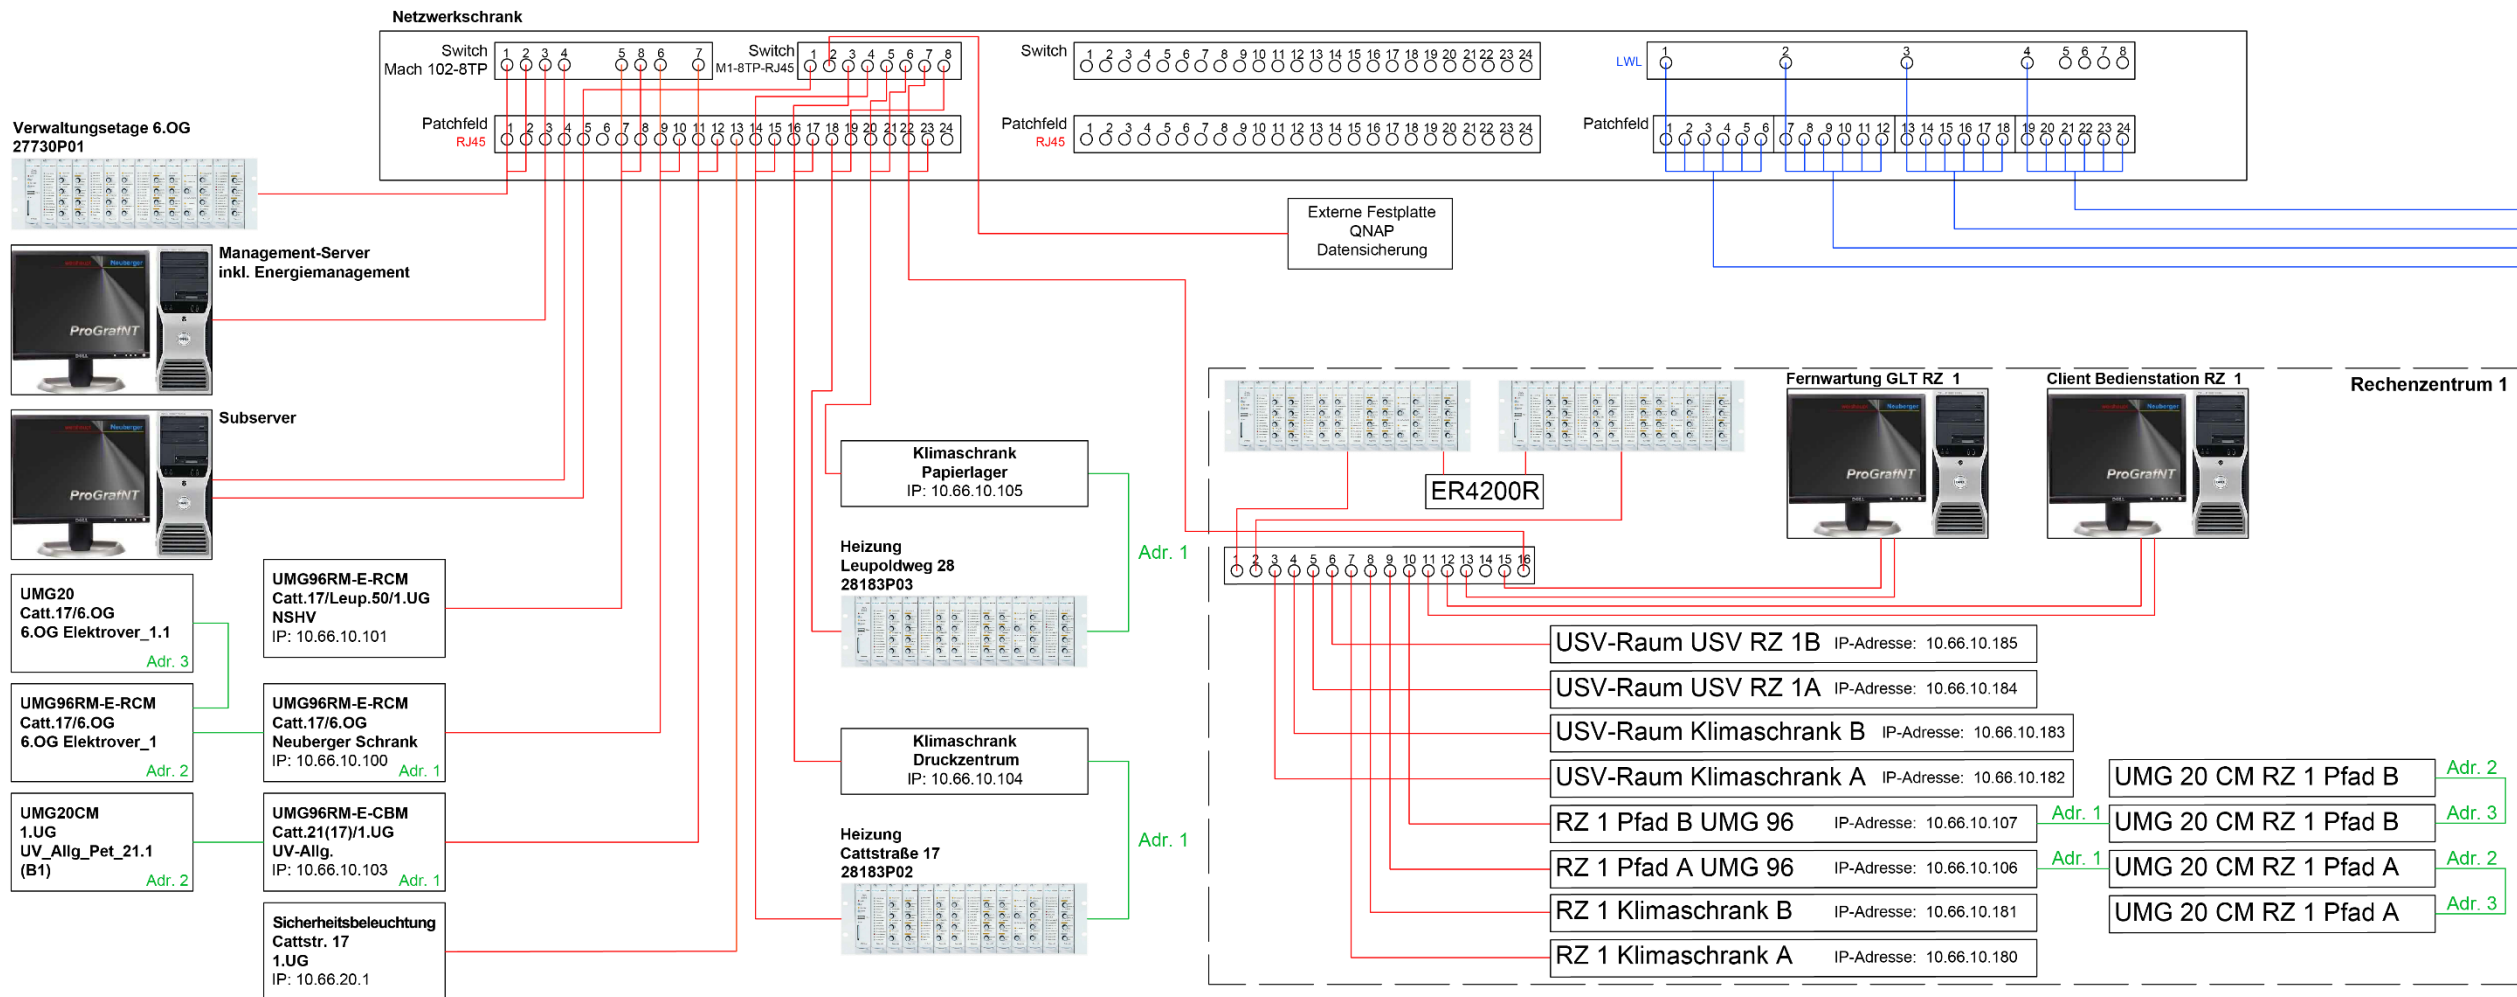 Netzwerkschrank
Switch
Mach 102-8TP
1 2 3 4 5 8 6 7
Switch
M1-8TP-RJ45
1 2 3 4 5 6 7 8
Switch
1 2 3 4 5 6 7 8 9 10 11 12 13 14 15 16 17 18 19 20 21 22 23 24
LWL
1 2 3 4 5 6 7 8
Patchfeld
RJ45
1 2 3 4 5 6 7 8 9 10 11 12 13 14 15 16 17 18 19 20 21 22 23 24
Patchfeld
RJ45
1 2 3 4 5 6 7 8 9 10 11 12 13 14 15 16 17 18 19 20 21 22 23 24
Patchfeld
1 2 3 4 5 6 7 8 9 10 11 12 13 14 15 16 17 18 19 20 21 22 23 24
Verwaltungsetage 6.OG
27730P01
Externe Festplatte
QNAP
Datensicherung
Management-Server
inkl. Energiemanagement
Neuberger
ProGrafNT
DELL
Subserver
Neuberger
ProGrafNT
DELL
UMG20
Catt.17/6.OG
6.OG Elektrover_1.1
Adr. 3
UMG96RM-E-RCM
Catt.17/Leup.50/1.UG
NSHV
IP: 10.66.10.101
UMG96RM-E-RCM
Catt.17/6.OG
6.OG Elektrover_1
Adr. 2
UMG96RM-E-RCM
Catt.17/6.OG
Neuberger Schrank
IP: 10.66.10.100
Adr. 1
UMG20CM
1.UG
UV_Allg_Pet_21.1
(B1)
Adr. 2
UMG96RM-E-CBM
Catt.21(17)/1.UG
UV-Allg.
IP: 10.66.10.103
Adr. 1
Sicherheitsbeleuchtung
Cattstr. 17
1.UG
IP: 10.66.20.1
Klimaschrank
Papierlager
IP: 10.66.10.105
Adr. 1
Heizung
Leupoldweg 28
28183P03
Klimaschrank
Druckzentrum
IP: 10.66.10.104
Adr. 1
Heizung
Cattstraße 17
28183P02
Rechenzentrum 1
Fernwartung GLT RZ 1
Neuberger
ProGrafNT
DELL
Client Bedienstation RZ 1
Neuberger
ProGrafNT
DELL
ER4200R
1 2 3 4 5 6 7 8 9 10 11 12 13 14 15 16
USV-Raum USV RZ 1B IP-Adresse: 10.66.10.185
USV-Raum USV RZ 1A IP-Adresse: 10.66.10.184
USV-Raum Klimaschrank B IP-Adresse: 10.66.10.183
USV-Raum Klimaschrank A IP-Adresse: 10.66.10.182
UMG 20 CM RZ 1 Pfad B Adr. 2
RZ 1 Pfad B UMG 96 IP-Adresse: 10.66.10.107 Adr. 1 UMG 20 CM RZ 1 Pfad B Adr. 3
RZ 1 Pfad A UMG 96 IP-Adresse: 10.66.10.106 Adr. 1 UMG 20 CM RZ 1 Pfad A Adr. 2
RZ 1 Klimaschrank B IP-Adresse: 10.66.10.181
UMG 20 CM RZ 1 Pfad A Adr. 3
RZ 1 Klimaschrank A IP-Adresse: 10.66.10.180